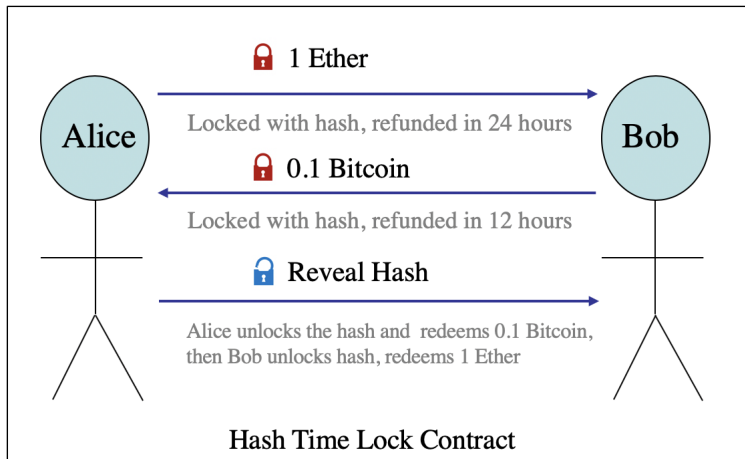 1 Ether
Alice
Bob
Locked with hash, refunded in 24 hours
0.1 Bitcoin
Locked with hash, refunded in 12 hours
Reveal Hash
Alice unlocks the hash and redeems 0.1 Bitcoin,
then Bob unlocks hash, redeems 1 Ether
Hash Time Lock Contract